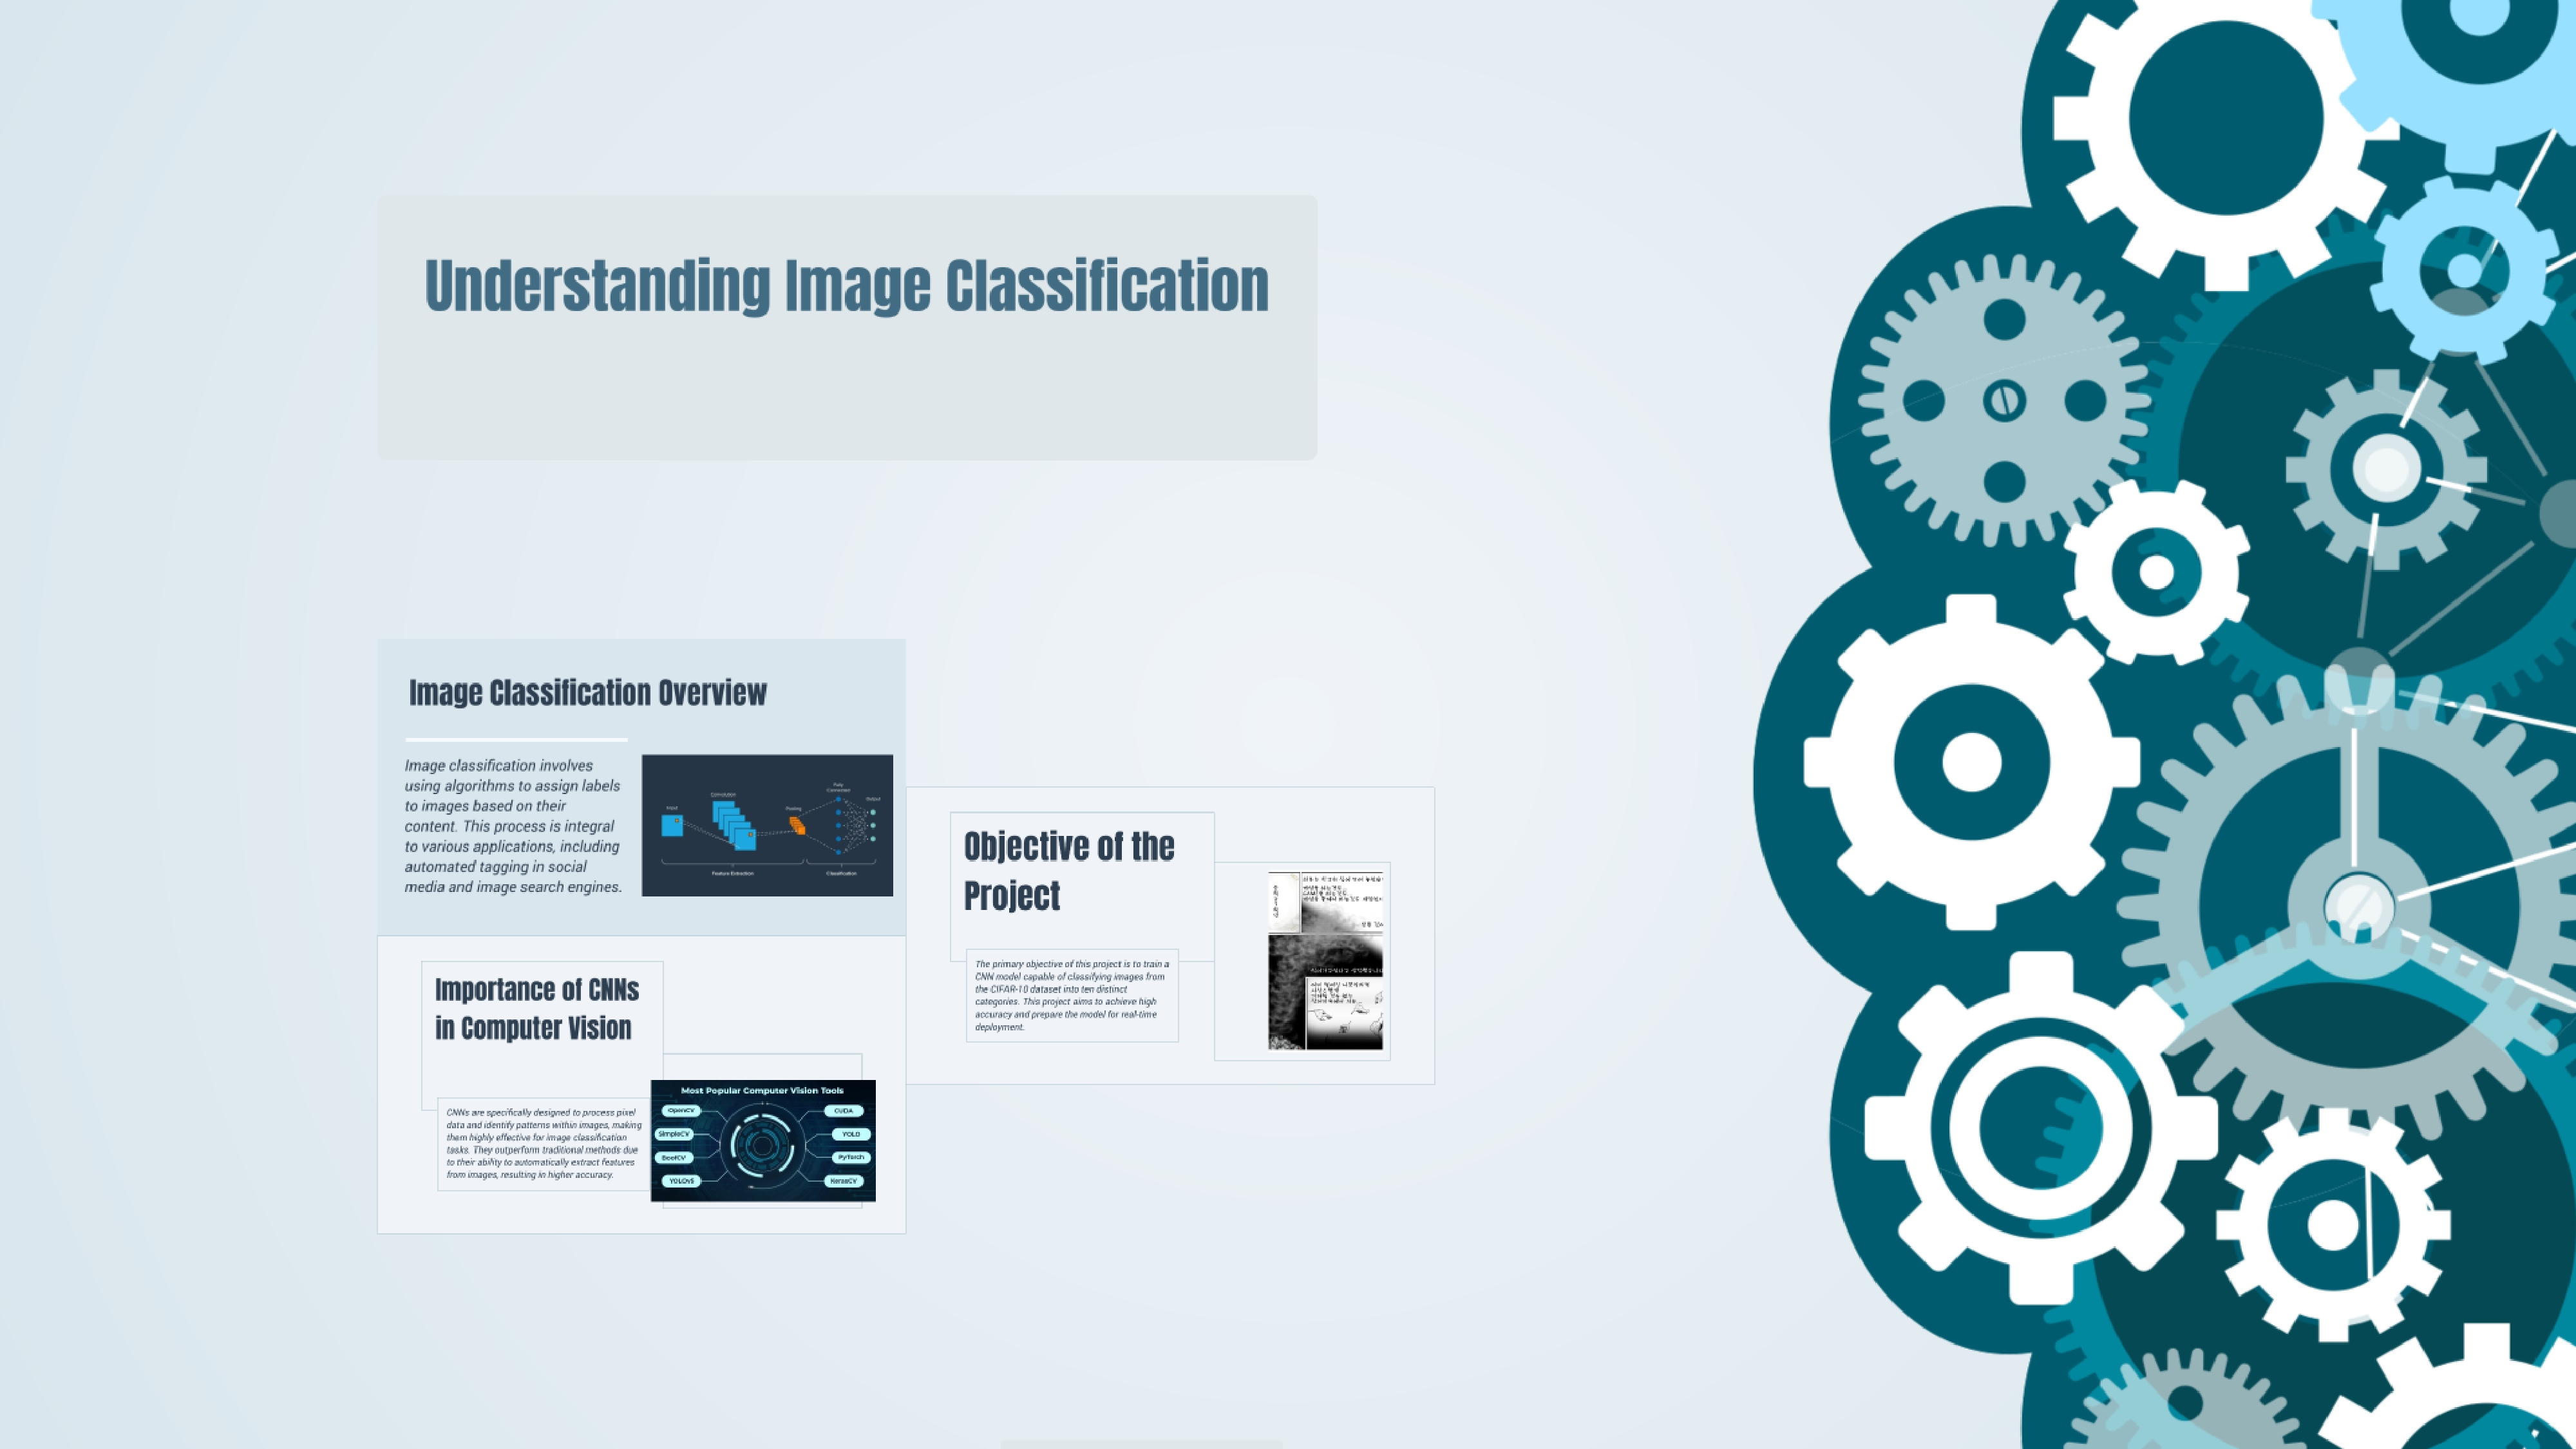 Understanding Image Classification
Image Classification Overview
Image classification involves
using algorithms to assign labels
to images based on their
content. This process is integral
to various applications, including
automated tagging in social
media and image search engines.
Input
Convolution
Pooling
Fully
Connected
Output
Feature Extraction
Classification
Importance of CNNs
in Computer Vision
CNNs are specifically designed to process pixel
data and identify patterns within images, making
them highly effective for image classification
tasks. They outperform traditional methods due
to their ability to automatically extract features
from images, resulting in higher accuracy.
Most Popular Computer Vision Tools
OpenCV
SimpleCV
BoofCV
YOLOv5
CUDA
YOLO
PyTorch
KerasCV
Objective of the
Project
The primary objective of this project is to train a
CNN model capable of classifying images from
the CIFAR-10 dataset into ten distinct
categories. This project aims to achieve high
accuracy and prepare the model for real-time
deployment.